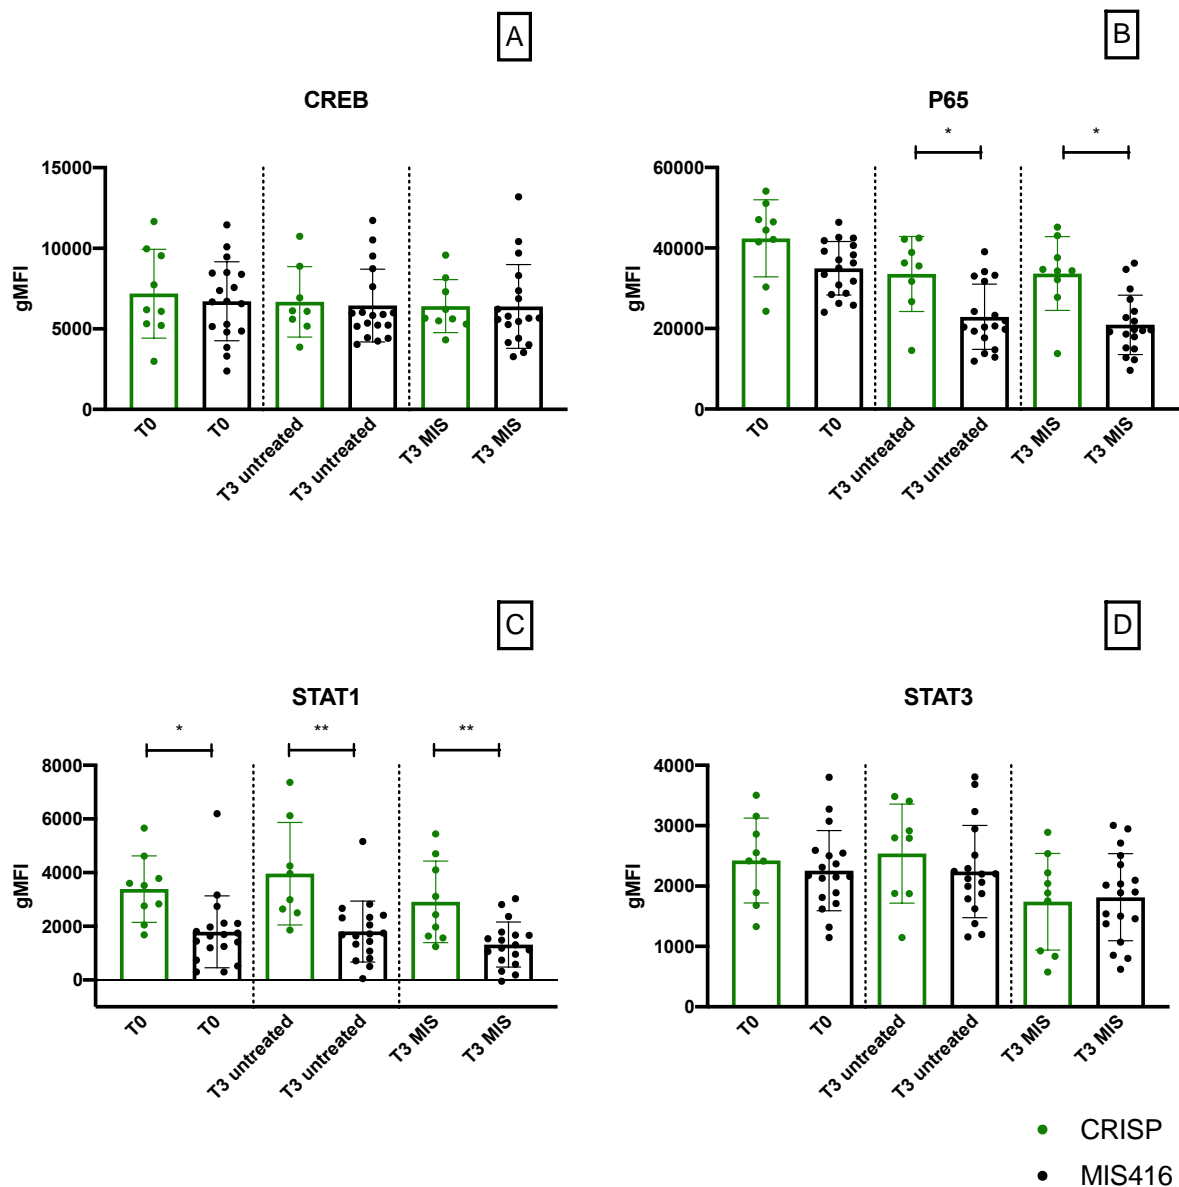 A
CREB
gMFI
15000
10000
5000
0
T0
T0
T3 untreated
T3 untreated
T3 MIS
T3 MIS
B
P65
* *
gMFI
60000
40000
20000
0
T0
T0
T3 untreated
T3 untreated
T3 MIS
T3 MIS
C
STAT1
* ** **
gMFI
8000
6000
4000
2000
0
T0
T0
T3 untreated
T3 untreated
T3 MIS
T3 MIS
D
STAT3
gMFI
4000
3000
2000
1000
0
T0
T0
T3 untreated
T3 untreated
T3 MIS
T3 MIS
CRISP
MIS416